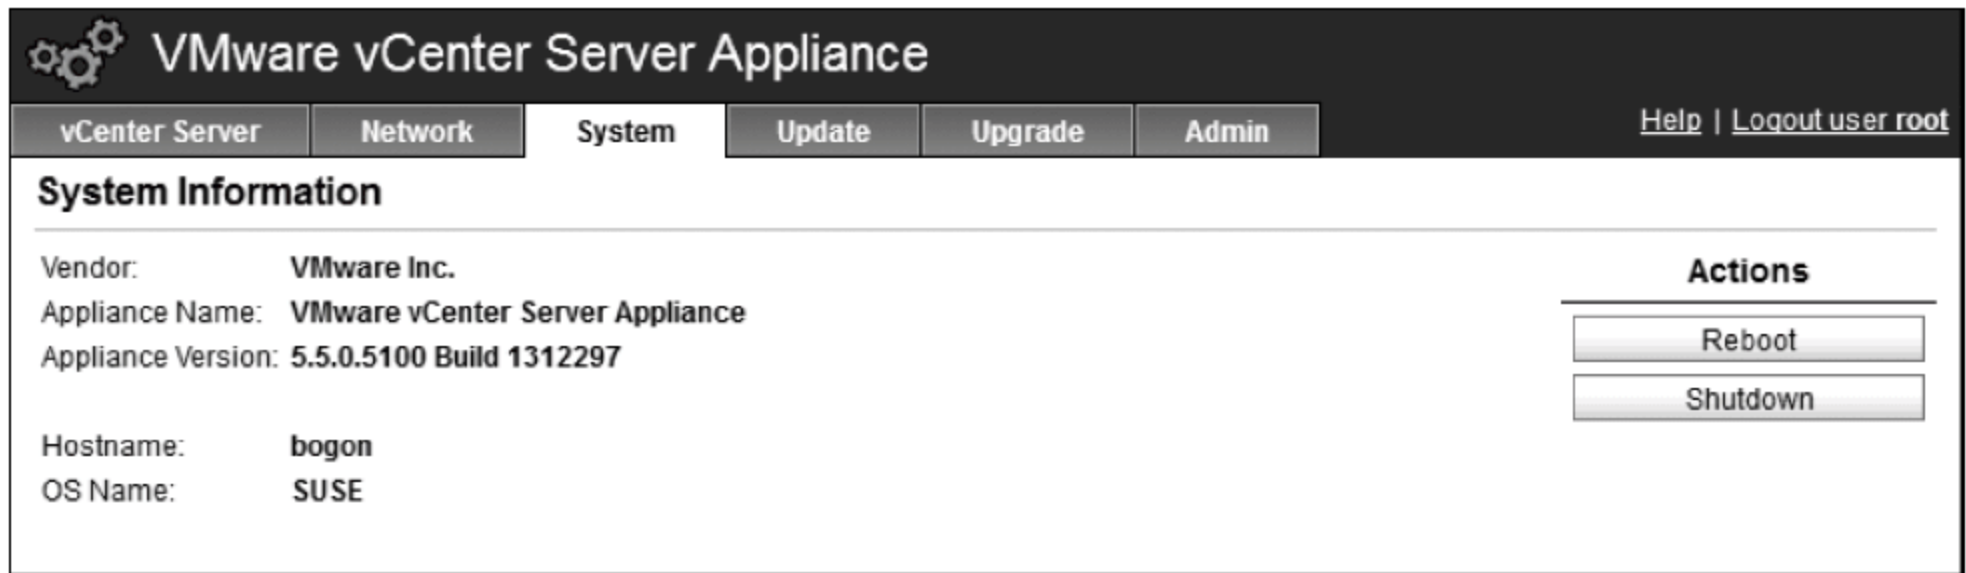 VMware vCenter Server Appliance
vCenter Server Network System Update Upgrade Admin Help | Logout user root
System Information
Vendor: VMware Inc.
Appliance Name: VMware vCenter Server Appliance
Appliance Version: 5.5.0.5100 Build 1312297
Hostname: bogon
OS Name: SUSE
Actions
Reboot
Shutdown